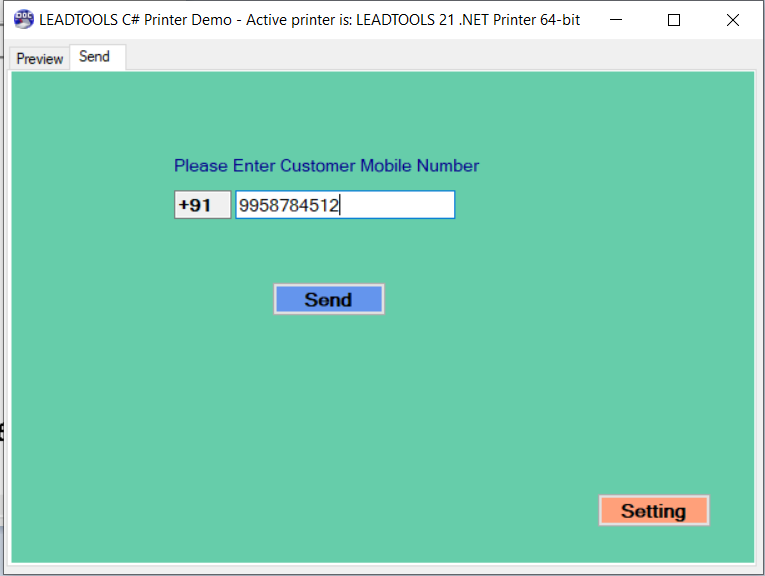 LEADTOOLS C# Printer Demo - Active printer is: LEADTOOLS 21 .NET Printer 64-bit
Preview Send
Please Enter Customer Mobile Number
+91 9958784512
Send
Setting